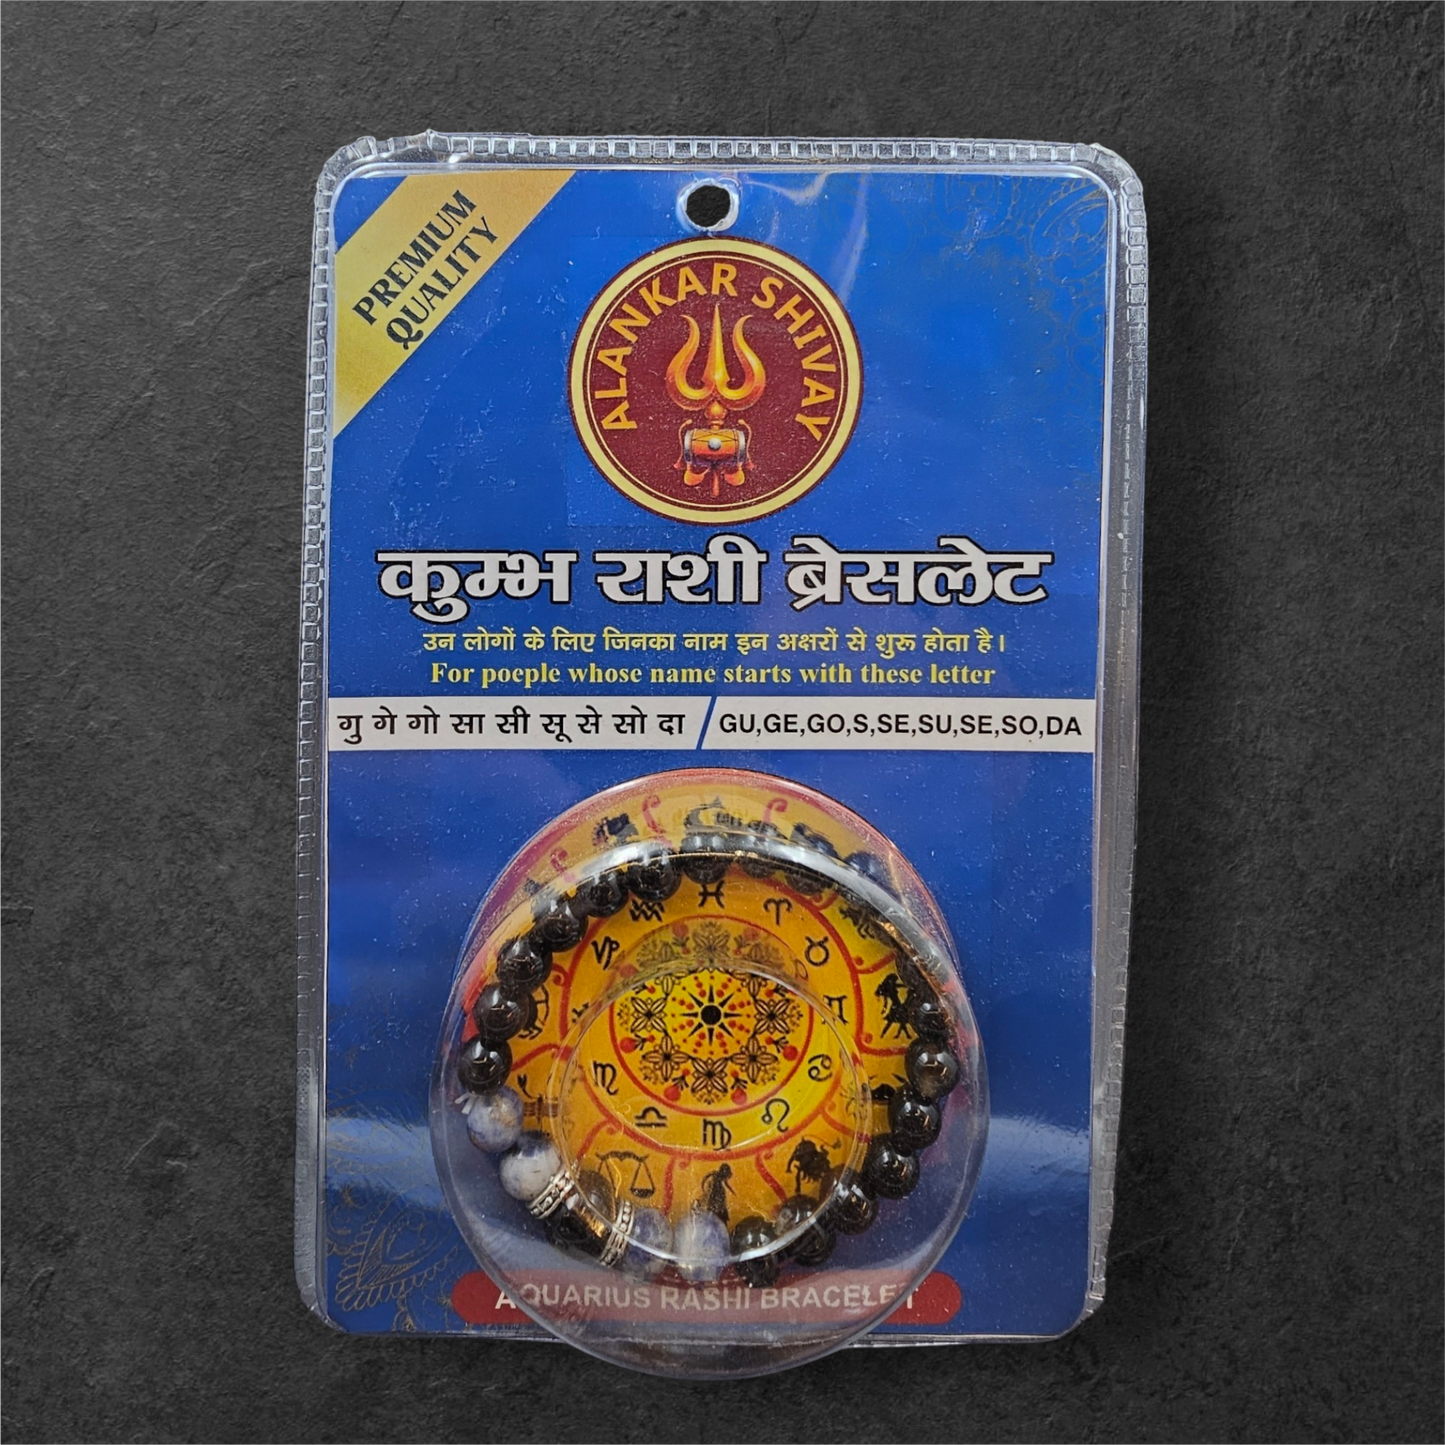 PREMIUM
QUALITY
ALANKAR SHIVAY
कुम्भ राशी ब्रेसलेट
उन लोगों के लिए जिनका नाम इन अक्षरों से शुरू होता है।
For poeple whose name starts with these letter
गु गे गो सा सी सू से सो दा / GU,GE,GO,S,SE,SU,SE,SO,DA
AQUARIUS RASHI BRACELET